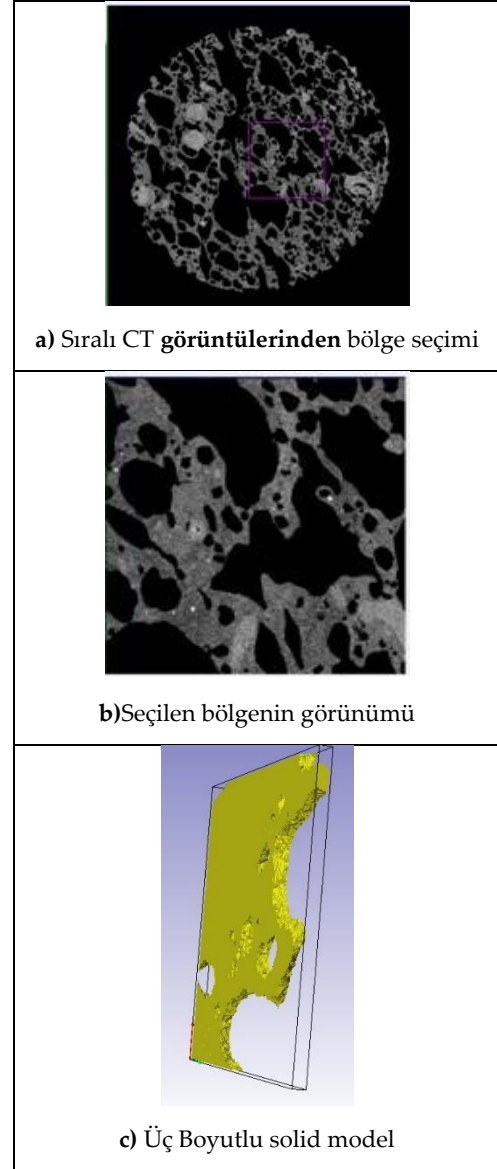 a) Sıralı CT görüntülerinden bölge seçimi
b)Seçilen bölgenin görünümü
c) Üç Boyutlu solid model